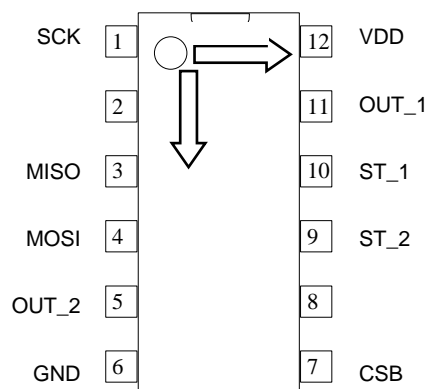 SCK 1 12 VDD
2 11 OUT_1
MISO 3 10 ST_1
MOSI 4 9 ST_2
OUT_2 5 8
GND 6 7 CSB